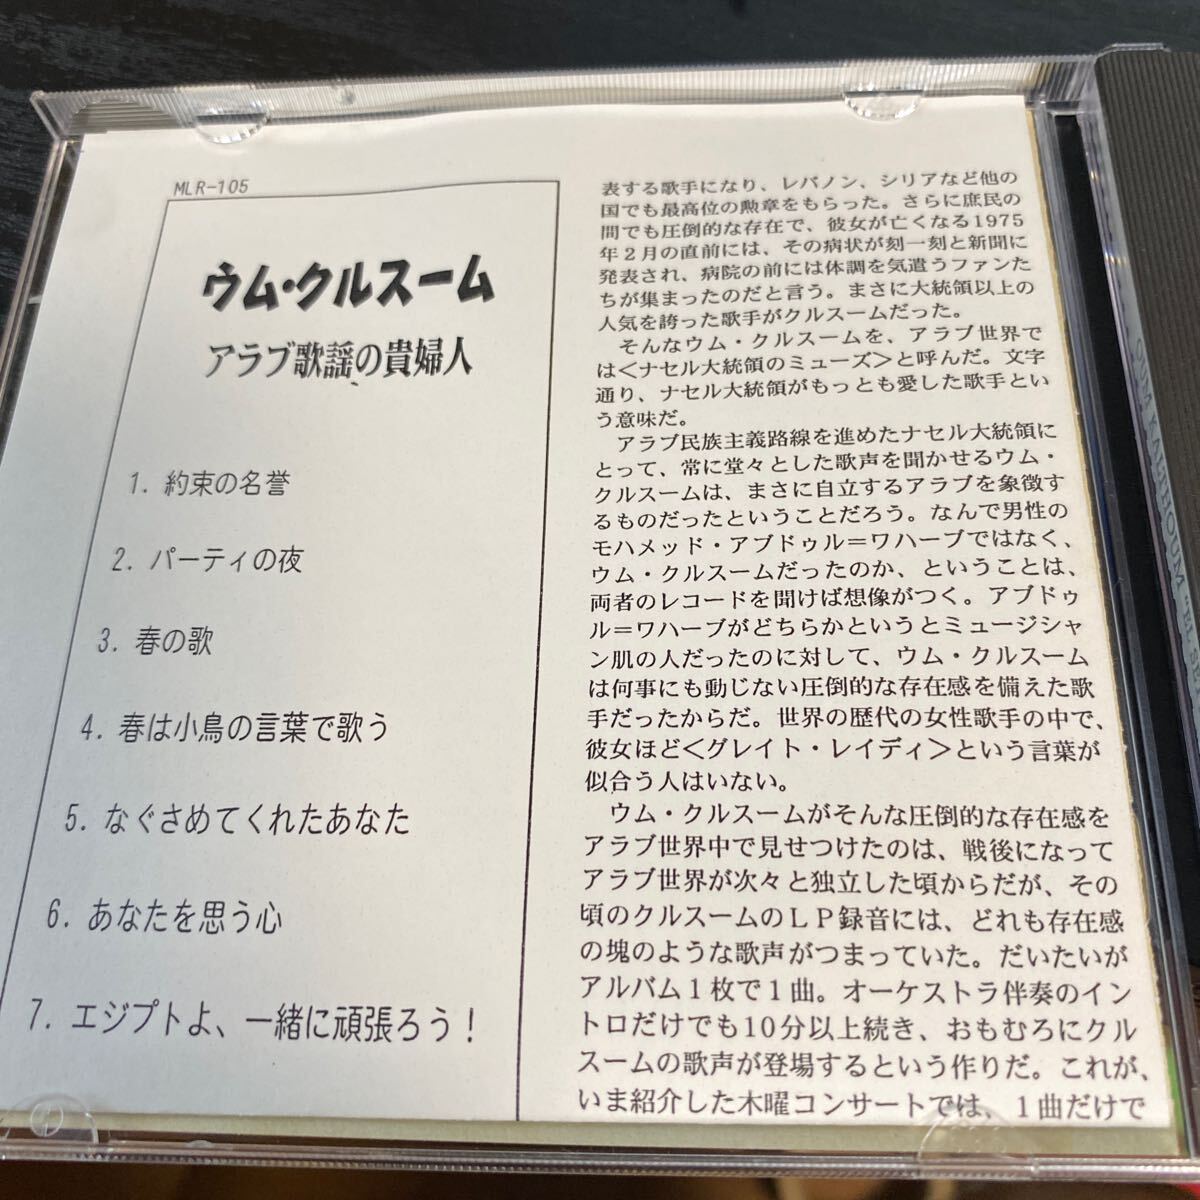 MLR-105
ウム・クルスーム
アラブ歌謡の貴婦人
1. 約束の名誉
2. パーティの夜
3. 春の歌
4. 春は小鳥の言葉で歌う
5. なぐさめてくれたあなた
6. あなたを思う心
7. エジプトよ、一緒に頑張ろう！
表する歌手になり、レバノン、シリアなど他の
国でも最高位の勲章をもらった。さらに庶民の
間でも圧倒的な存在で、彼女が亡くなる1975
年２月の直前には、その病状が刻一刻と新聞に
発表され、病院の前には体調を気遣うファンた
ちが集まったのだと言う。まさに大統領以上の
人気を誇った歌手がクルスームだった。
そんなウム・クルスームを、アラブ世界で
は＜ナセル大統領のミューズ＞と呼んだ。文字
通り、ナセル大統領がもっとも愛した歌手とい
う意味だ。
アラブ民族主義路線を進めたナセル大統領に
とって、常に堂々とした歌声を聞かせるウム・
クルスームは、まさに自立するアラブを象徴す
るものだったということだろう。なんで男性の
モハメッド・アブドゥル＝ワハーブではなく、
ウム・クルスームだったのか、ということは、
両者のレコードを聞けば想像がつく。アブドゥ
ル＝ワハーブがどちらかというとミュージシャ
ン肌の人だったのに対して、ウム・クルスーム
は何事にも動じない圧倒的な存在感を備えた歌
手だったからだ。世界の歴代の女性歌手の中で、
彼女ほど＜グレイト・レイディ＞という言葉が
似合う人はいない。
ウム・クルスームがそんな圧倒的な存在感を
アラブ世界中で見せつけたのは、戦後になって
アラブ世界が次々と独立した頃からだが、その
頃のクルスームのＬＰ録音には、どれも存在感
の塊のような歌声がつまっていた。だいたいが
アルバム１枚で１曲。オーケストラ伴奏のイン
トロだけでも10分以上続き、おもむろにクル
スームの歌声が登場するという作りだ。これが、
いま紹介した木曜コンサートでは、１曲だけで
OUM KALTHOUM "EL SE